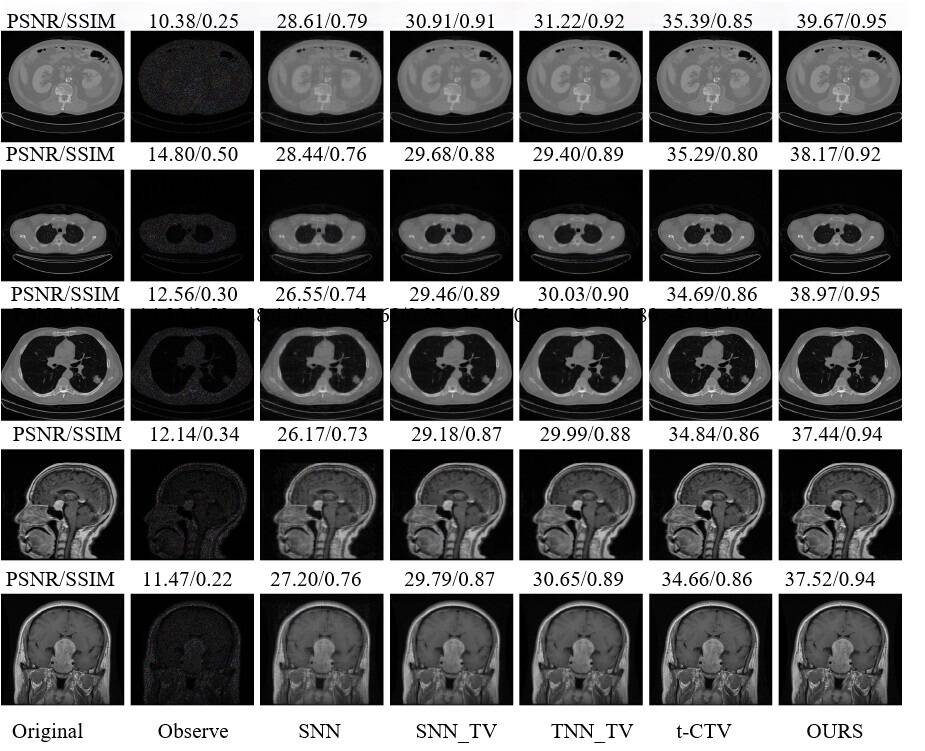 PSNR/SSIM 10.38/0.25 28.61/0.79 30.91/0.91 31.22/0.92 35.39/0.85 39.67/0.95
PSNR/SSIM 14.80/0.50 28.44/0.76 29.68/0.88 29.40/0.89 35.29/0.80 38.17/0.92
PSNR/SSIM 12.56/0.30 26.55/0.74 29.46/0.89 30.03/0.90 34.69/0.86 38.97/0.95
PSNR/SSIM 12.14/0.34 26.17/0.73 29.18/0.87 29.99/0.88 34.84/0.86 37.44/0.94
PSNR/SSIM 11.47/0.22 27.20/0.76 29.79/0.87 30.65/0.89 34.66/0.86 37.52/0.94
Original Observe SNN SNN_TV TNN_TV t-CTV OURS